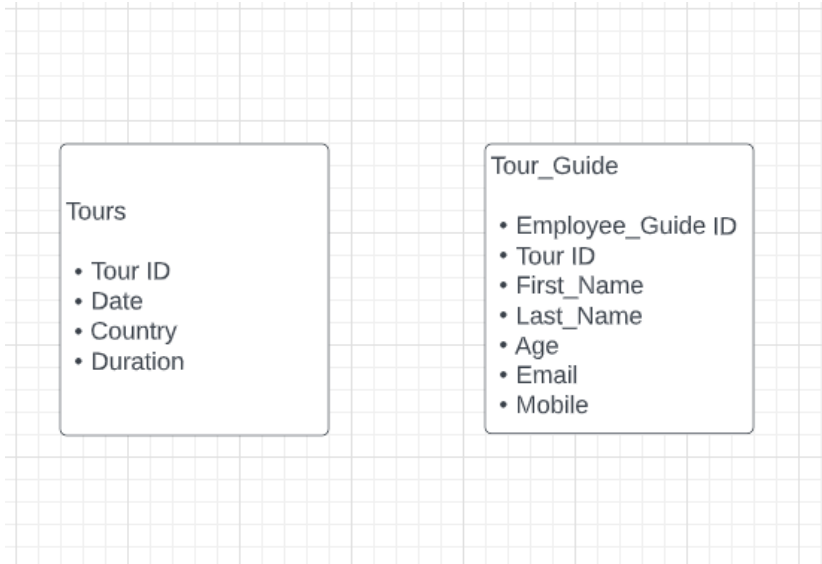 Tours
• Tour ID
• Date
• Country
• Duration
Tour_Guide
• Employee_Guide ID
• Tour ID
• First_Name
• Last_Name
• Age
• Email
• Mobile